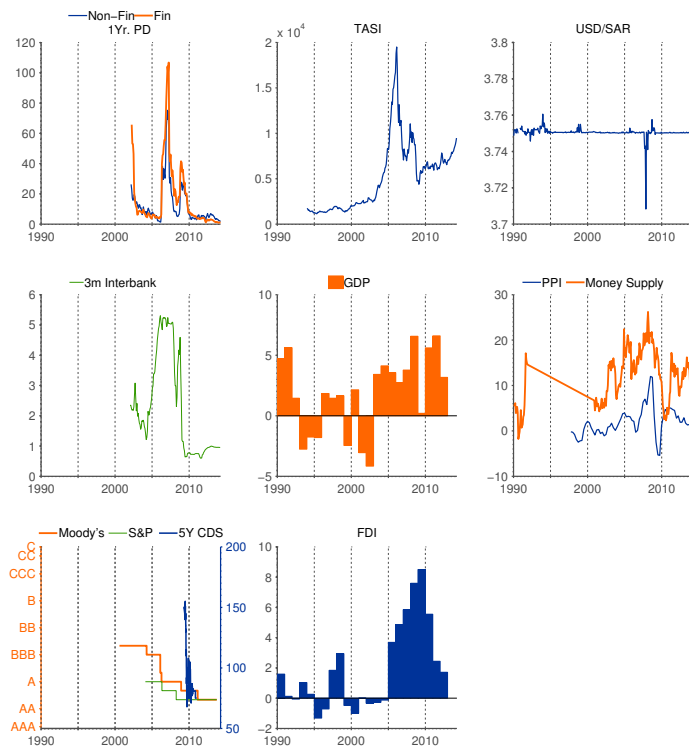 Non−Fin Fin
1Yr. PD
120
100
80
60
40
20
0
1990 2000 2010
TASI
x 10⁴
2
1.5
1
0.5
0
1990 2000 2010
USD/SAR
3.8
3.78
3.76
3.74
3.72
3.7
1990 2000 2010
3m Interbank
6
5
4
3
2
1
0
1990 2000 2010
GDP
10
5
0
−5
1990 2000 2010
PPI Money Supply
30
20
10
0
−10
1990 2000 2010
Moody's S&P 5Y CDS
C
CC
CCC
B
BB
BBB
A
AA
AAA
200
150
100
50
1990 2000 2010
FDI
10
8
6
4
2
0
−2
1990 2000 2010